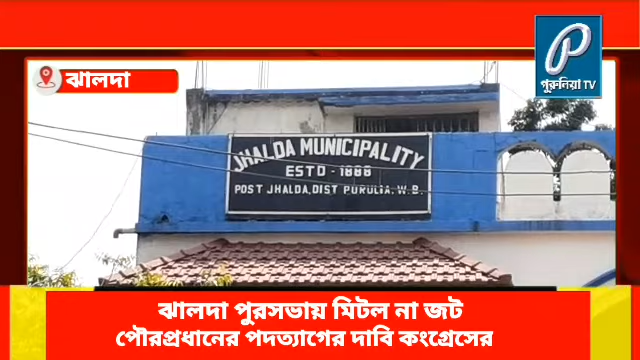 ঝালদা
পুরুলিয়া TV
JHALDA MUNICIPALITY
ESTD - 1888
POST JHALDA, DIST PURULIA, W.B.
ঝালদা পুরসভায় মিটল না জট
পৌরপ্রধানের পদত্যাগের দাবি কংগ্রেসের